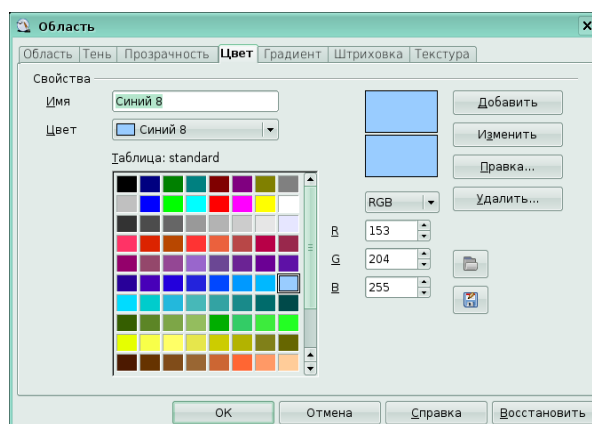 Область
Область Тень Прозрачность Цвет Градиент Штриховка Текстура
Свойства
Имя Синий 8 Добавить
Цвет Синий 8 Изменить
Таблица: standard Правка...
RGB Удалить...
R 153
G 204
B 255
ОК Отмена Справка Восстановить